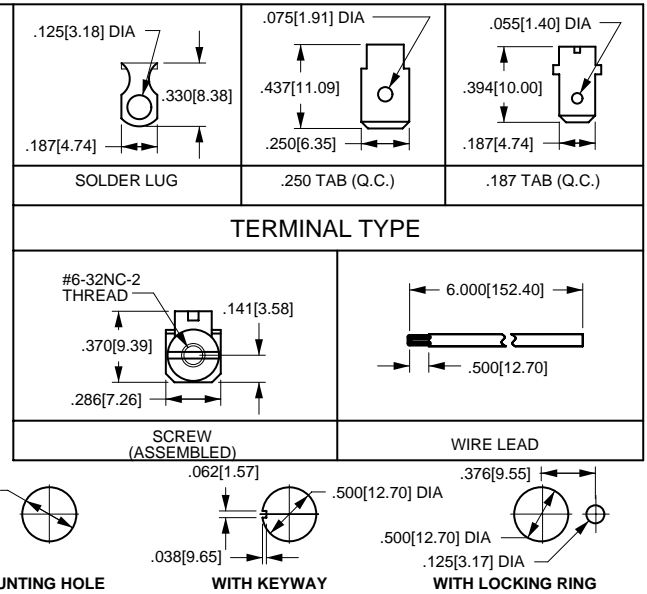 .125[3.18] DIA
.330[8.38]
.187[4.74]
SOLDER LUG
.075[1.91] DIA
.437[11.09]
.250[6.35]
.250 TAB (Q.C.)
.055[1.40] DIA
.394[10.00]
.187[4.74]
.187 TAB (Q.C.)
TERMINAL TYPE
#6-32NC-2
THREAD
.141[3.58]
.370[9.39]
.286[7.26]
SCREW
(ASSEMBLED)
6.000[152.40]
.500[12.70]
WIRE LEAD
.062[1.57]
.500[12.70] DIA
.038[9.65]
.376[9.55]
.500[12.70] DIA
.125[3.17] DIA
UNTING HOLE
WITH KEYWAY
WITH LOCKING RING